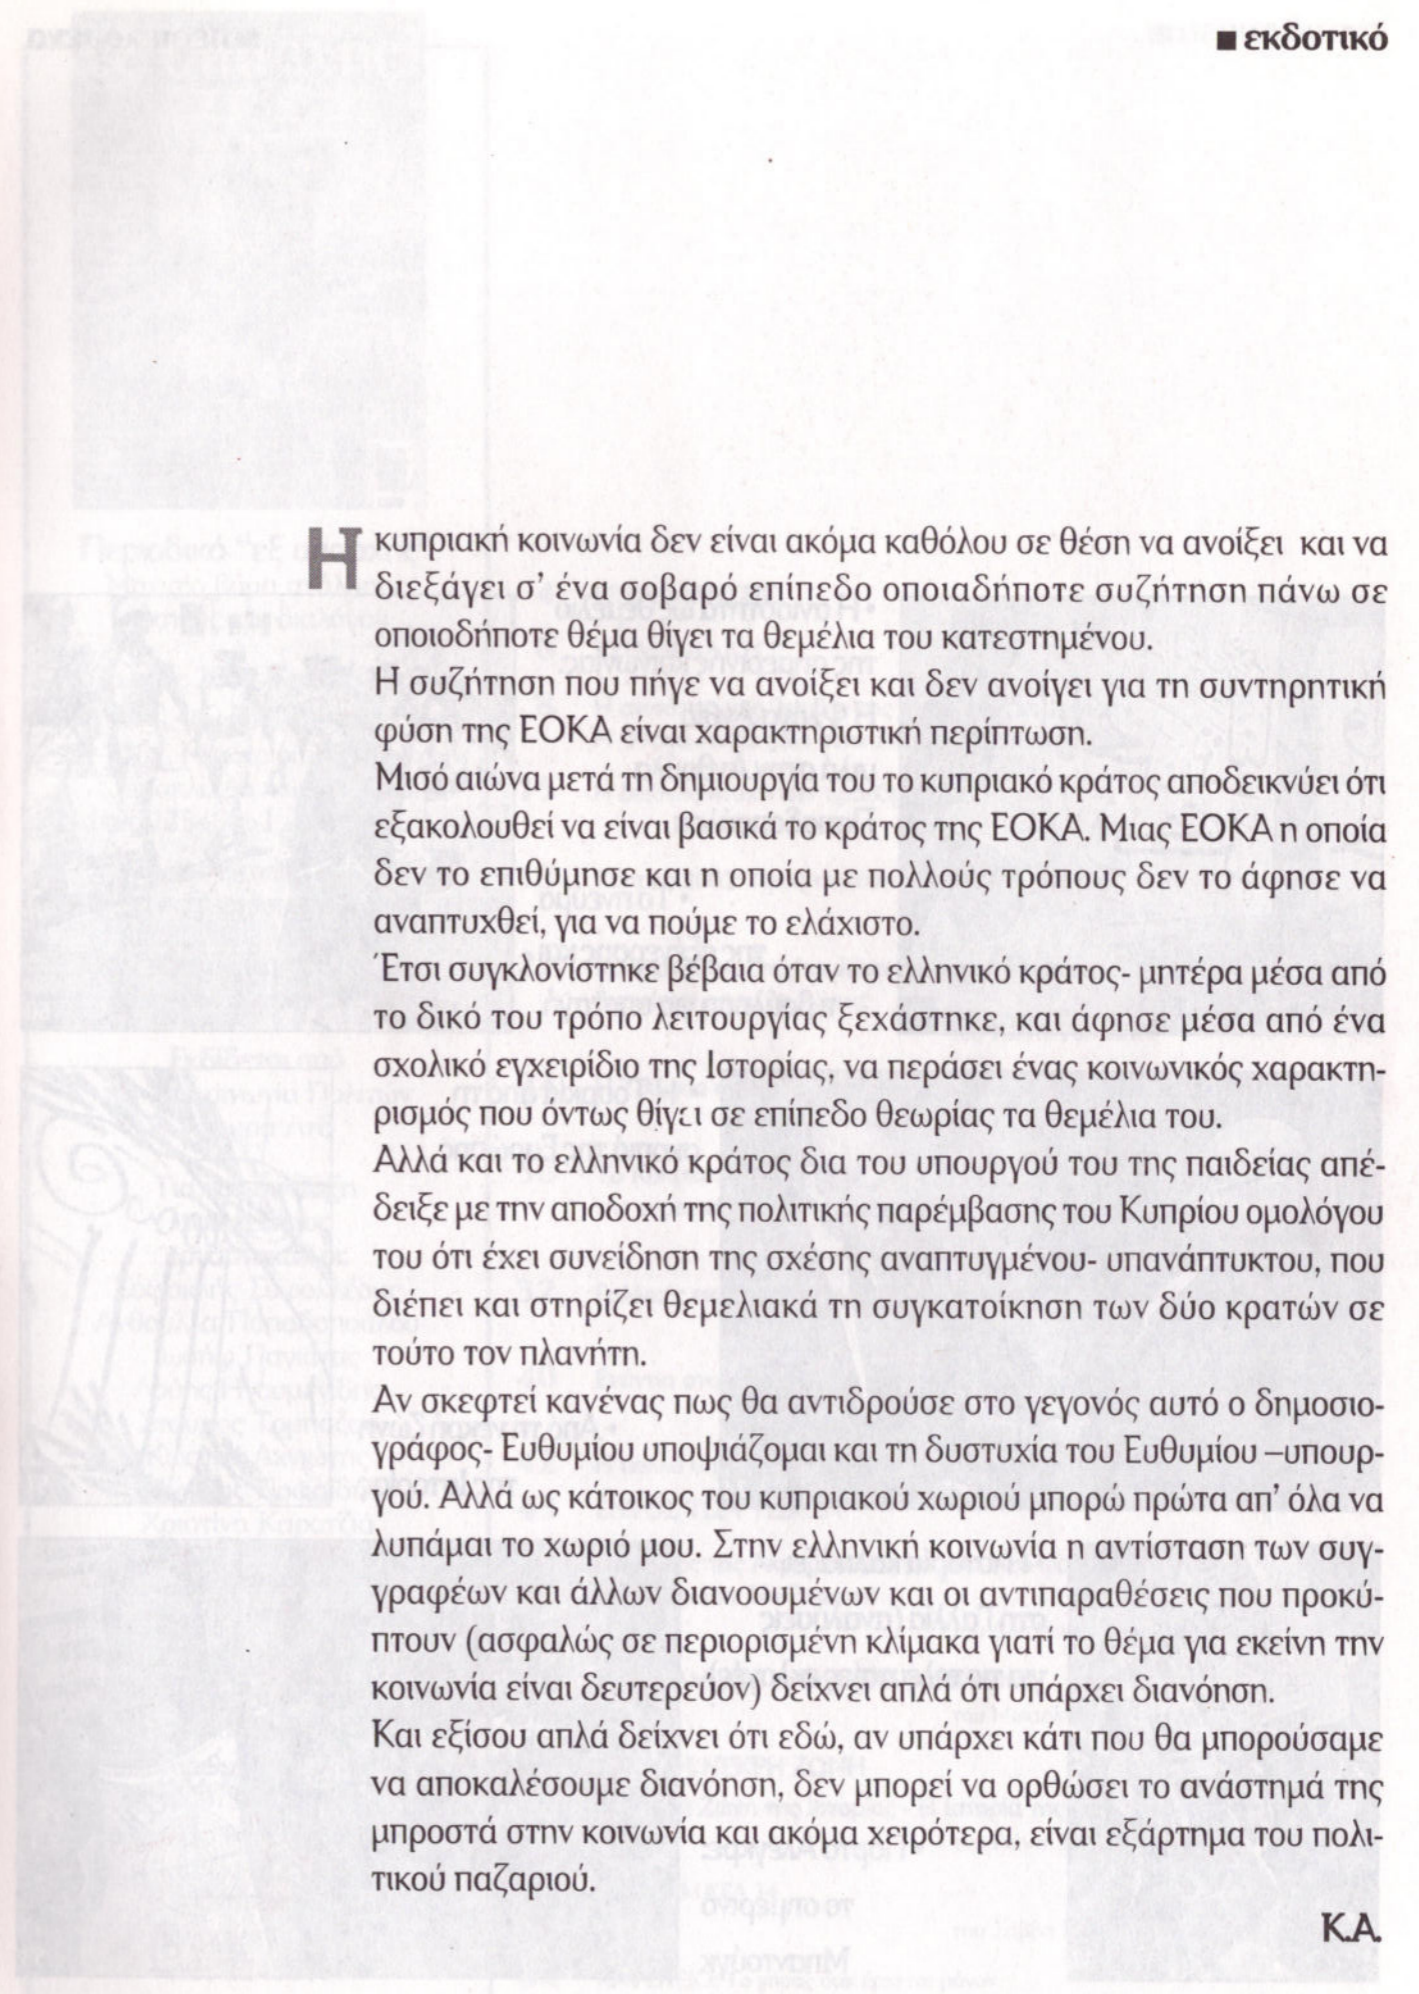 ■ εκδοτικό
Η κυπριακή κοινωνία δεν είναι ακόμα καθόλου σε θέση να ανοίξει και να
διεξάγει σ' ένα σοβαρό επίπεδο οποιαδήποτε συζήτηση πάνω σε
οποιοδήποτε θέμα θίγει τα θεμέλια του κατεστημένου.
Η συζήτηση που πήγε να ανοίξει και δεν ανοίγει για τη συντηρητική
φύση της ΕΟΚΑ είναι χαρακτηριστική περίπτωση.
Μισό αιώνα μετά τη δημιουργία του το κυπριακό κράτος αποδεικνύει ότι
εξακολουθεί να είναι βασικά το κράτος της ΕΟΚΑ. Μιας ΕΟΚΑ η οποία
δεν το επιθύμησε και η οποία με πολλούς τρόπους δεν το άφησε να
αναπτυχθεί, για να πούμε το ελάχιστο.
Έτσι συγκλονίστηκε βέβαια όταν το ελληνικό κράτος- μητέρα μέσα από
το δικό του τρόπο λειτουργίας ξεχάστηκε, και άφησε μέσα από ένα
σχολικό εγχειρίδιο της Ιστορίας, να περάσει ένας κοινωνικός χαρακτη-
ρισμός που όντως θίγει σε επίπεδο θεωρίας τα θεμέλια του.
Αλλά και το ελληνικό κράτος δια του υπουργού του της παιδείας απέ-
δειξε με την αποδοχή της πολιτικής παρέμβασης του Κυπρίου ομολόγου
του ότι έχει συνείδηση της σχέσης αναπτυγμένου- υπανάπτυκτου, που
διέπει και στηρίζει θεμελιακά τη συγκατοίκηση των δύο κρατών σε
τούτο τον πλανήτη.
Αν σκεφτεί κανένας πως θα αντιδρούσε στο γεγονός αυτό ο δημοσιο-
γράφος- Ευθυμίου υποψιάζομαι και τη δυστυχία του Ευθυμίου –υπουρ-
γού. Αλλά ως κάτοικος του κυπριακού χωριού μπορώ πρώτα απ' όλα να
λυπάμαι το χωριό μου. Στην ελληνική κοινωνία η αντίσταση των συγ-
γραφέων και άλλων διανοουμένων και οι αντιπαραθέσεις που προκύ-
πτουν (ασφαλώς σε περιορισμένη κλίμακα γιατί το θέμα για εκείνη την
κοινωνία είναι δευτερεύον) δείχνει απλά ότι υπάρχει διανόηση.
Και εξίσου απλά δείχνει ότι εδώ, αν υπάρχει κάτι που θα μπορούσαμε
να αποκαλέσουμε διανόηση, δεν μπορεί να ορθώσει το ανάστημά της
μπροστά στην κοινωνία και ακόμα χειρότερα, είναι εξάρτημα του πολι-
τικού παζαριού.
Κ.Α.